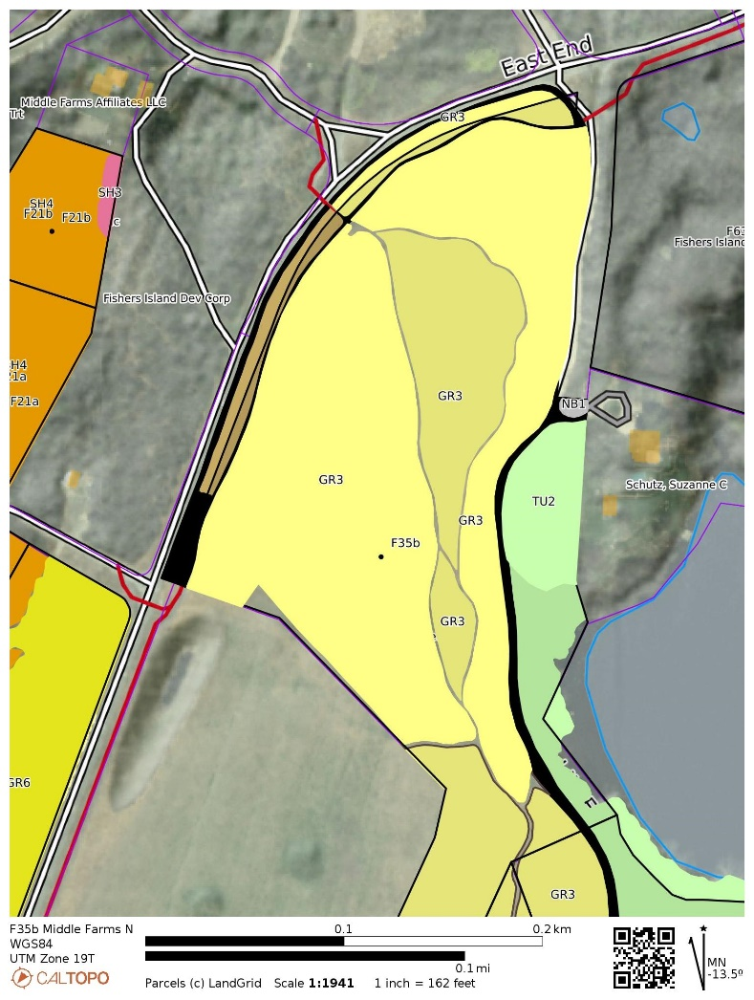 East End
GR3
Middle Farms Affiliates LLC
Trt
SH3
SH4
F21b
F21b
c
Fishers Island
Fishers Island Dev Corp
F21a
GR3
NB1
GR3
Schutz, Suzanne C
TU2
GR3
F35b
GR3
GR6
GR3
F35b Middle Farms N
WGS84
UTM Zone 19T
CALTOPO
0.1
0.2 km
0.1 mi
Parcels (c) LandGrid Scale 1:1941 1 inch = 162 feet
MN
-13.5º